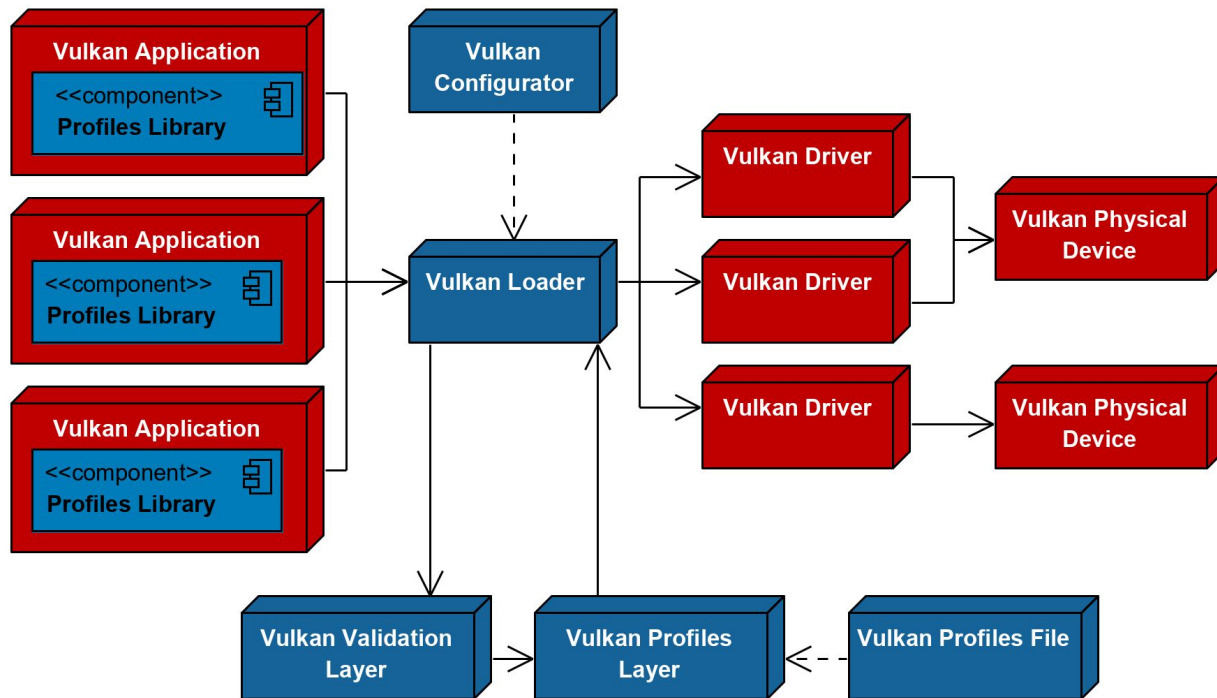 Vulkan Application
<<component>>
Profiles Library
Vulkan Application
<<component>>
Profiles Library
Vulkan Application
<<component>>
Profiles Library
Vulkan
Configurator
Vulkan Loader
Vulkan Driver
Vulkan Driver
Vulkan Driver
Vulkan Physical
Device
Vulkan Physical
Device
Vulkan Validation
Layer
Vulkan Profiles
Layer
Vulkan Profiles File